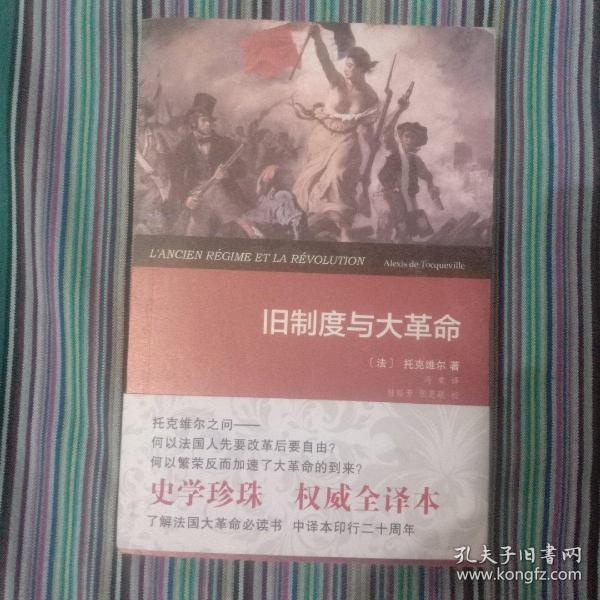 L'ANCIEN RÉGIME ET LA RÉVOLUTION Alexis de Tocqueville
旧制度与大革命
〔法〕 托克维尔 著
冯棠 译
托克维尔之问——
何以法国人先要改革后要自由?
何以繁荣反而加速了大革命的到来?
史学珍珠 权威全译本
了解法国大革命必读书 中译本印行二十周年
孔夫子旧书网
www.kongfz.com